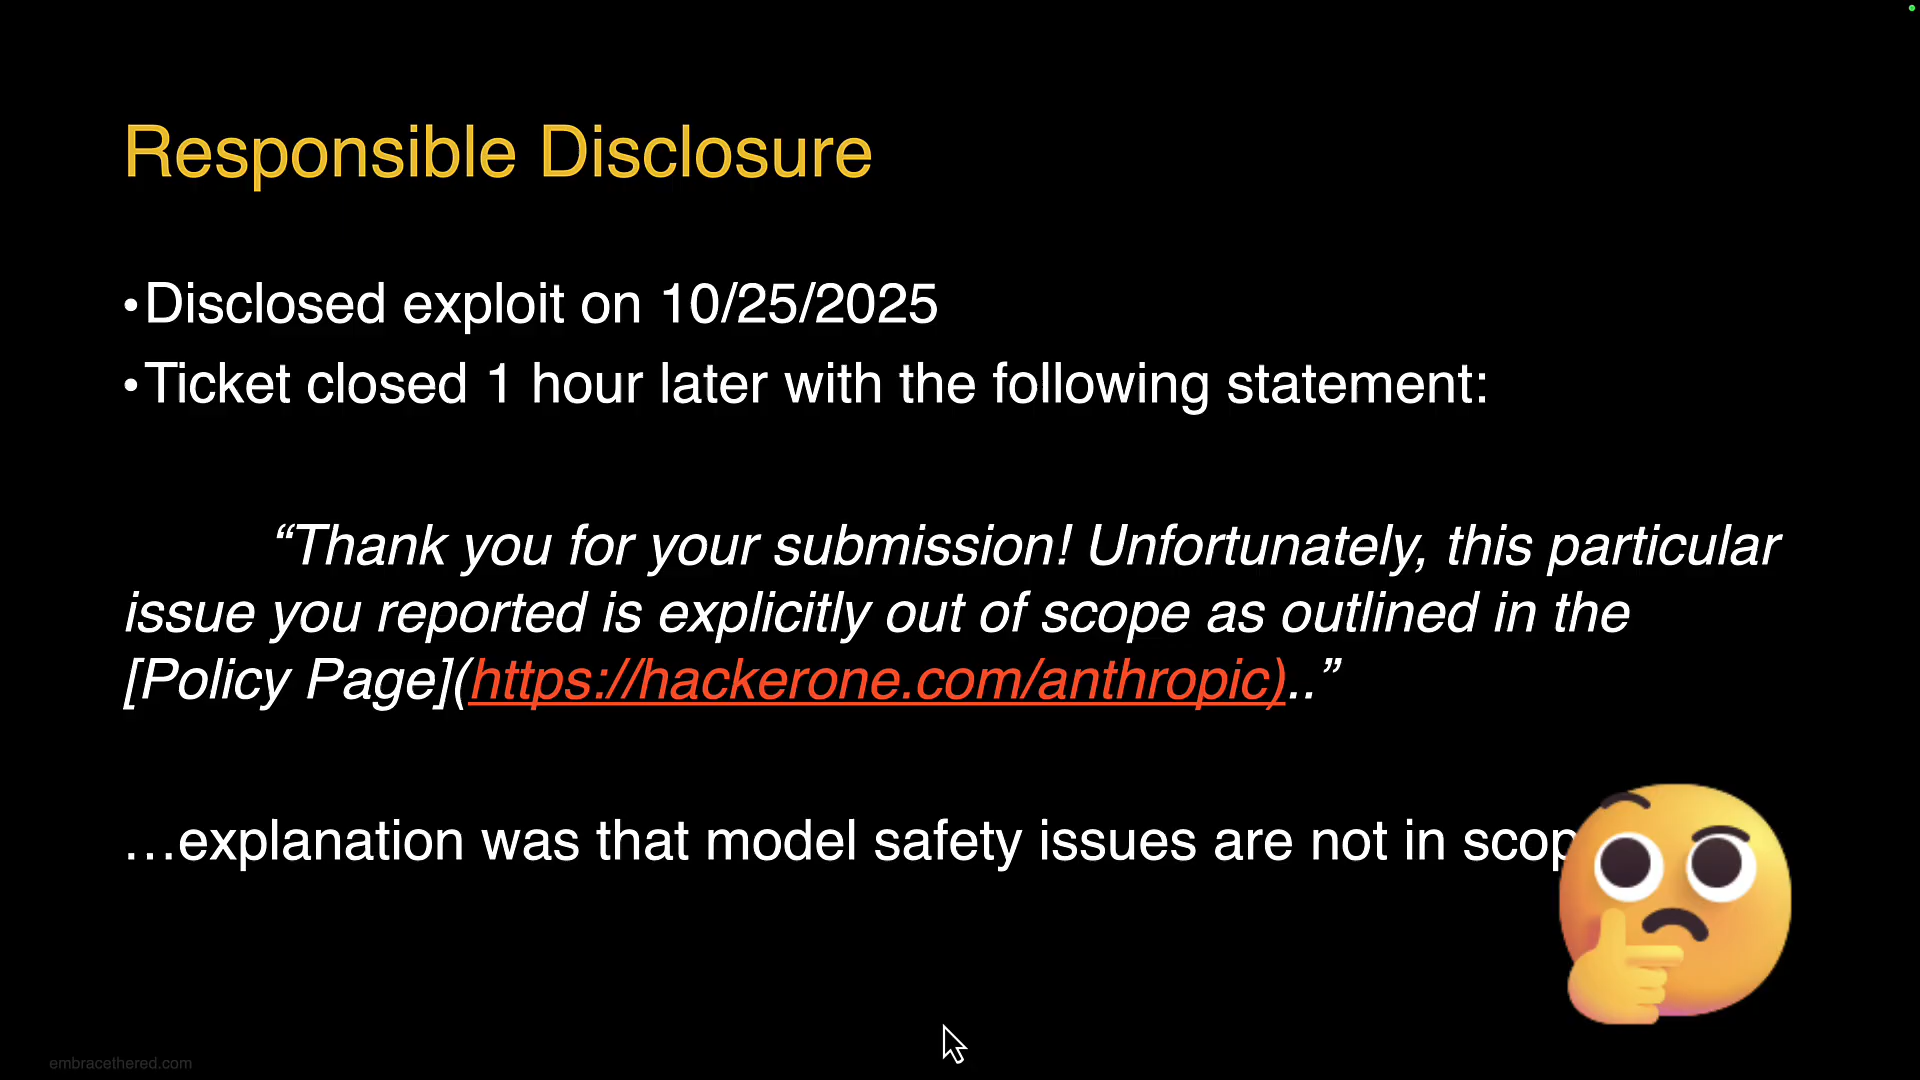 Responsible Disclosure
•Disclosed exploit on 10/25/2025
•Ticket closed 1 hour later with the following statement:
“Thank you for your submission! Unfortunately, this particular
issue you reported is explicitly out of scope as outlined in the
[Policy Page](https://hackerone.com/anthropic)..”
…explanation was that model safety issues are not in scop
embracethered.com